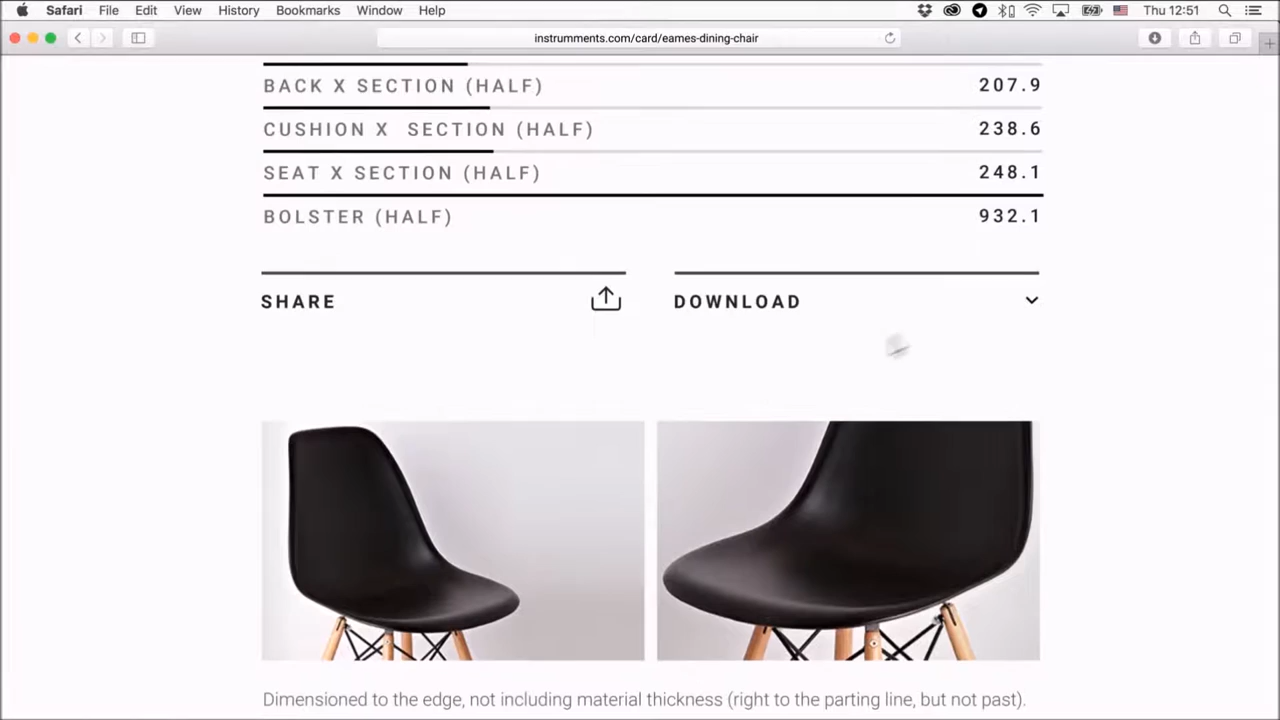 Safari File Edit View History Bookmarks Window Help Thu 12:51
instrumments.com/card/eames-dining-chair
BACK X SECTION (HALF) 207.9
CUSHION X SECTION (HALF) 238.6
SEAT X SECTION (HALF) 248.1
BOLSTER (HALF) 932.1
SHARE DOWNLOAD
Dimensioned to the edge, not including material thickness (right to the parting line, but not past).